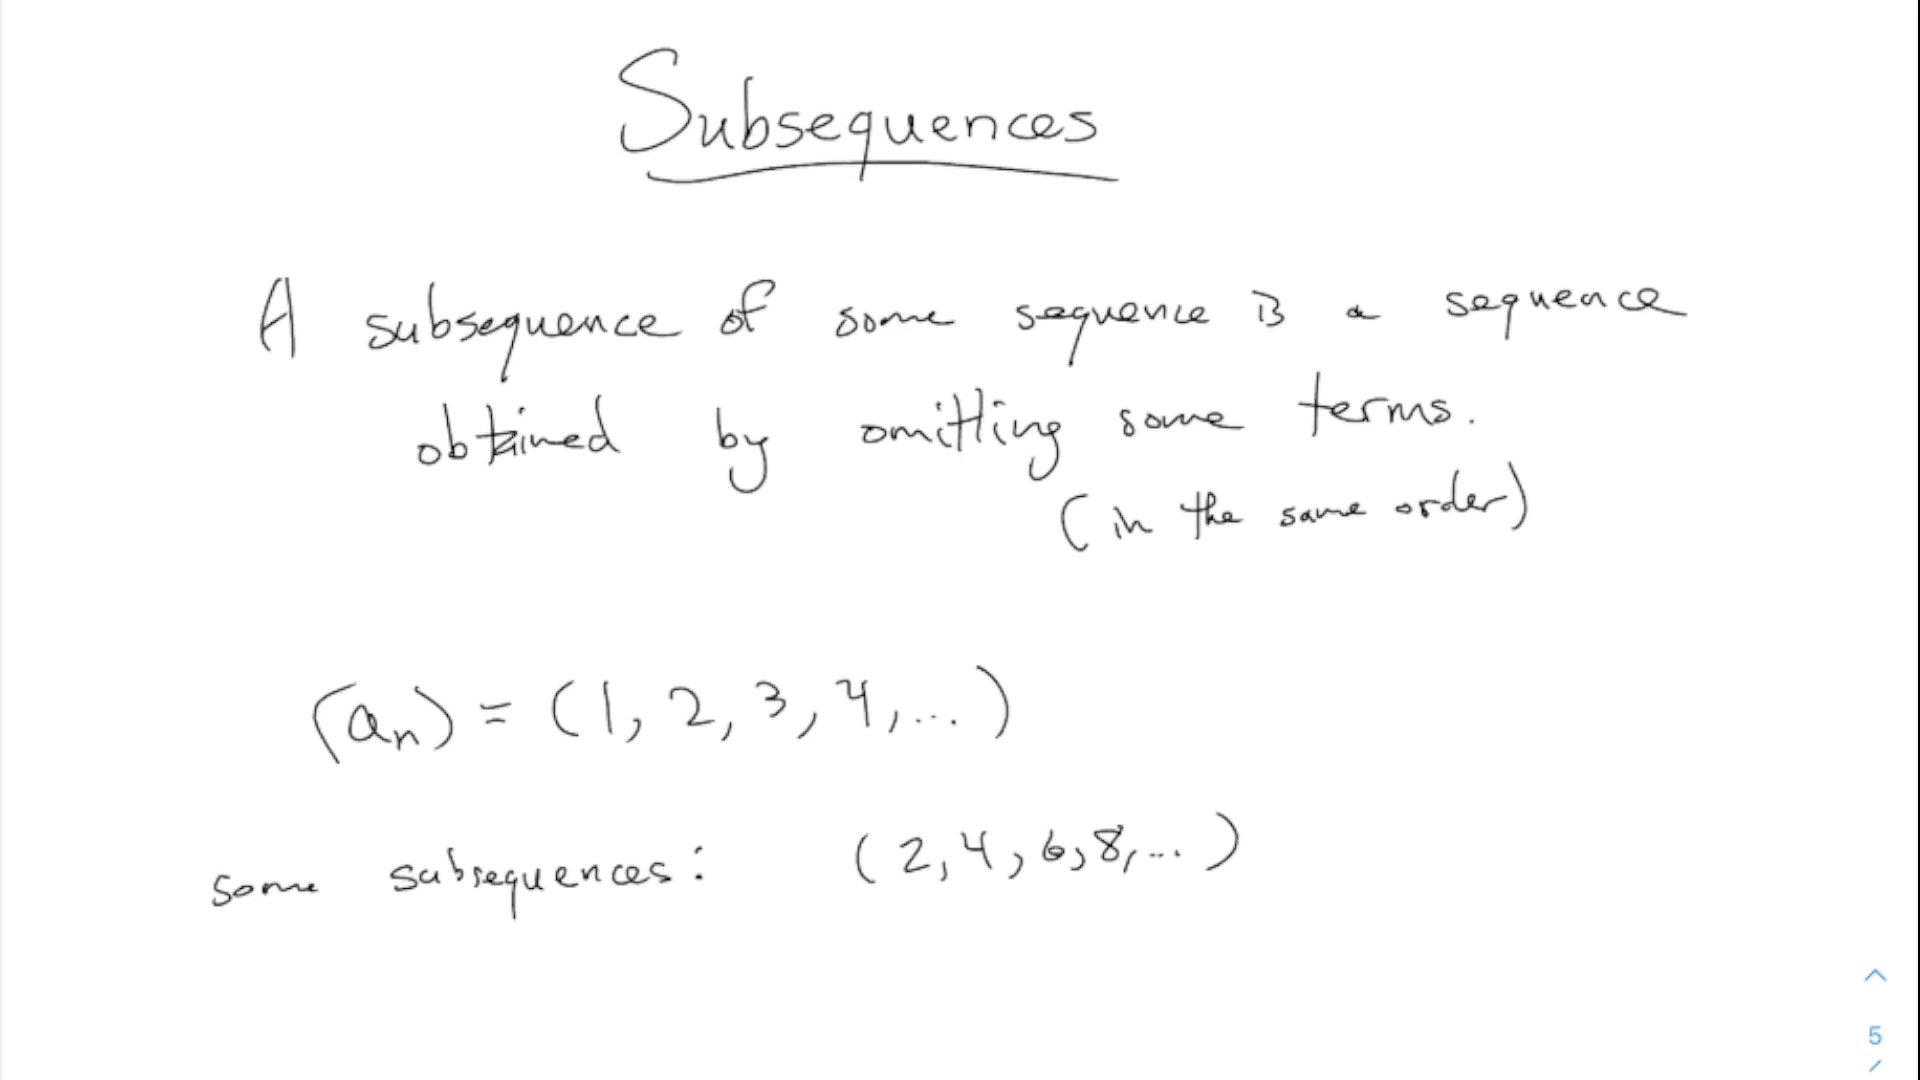 Subsequences
A subsequence of some sequence is a sequence
obtained by omitting some terms.
(in the same order)
(aₙ) = (1, 2, 3, 4, ... )
some subsequences: (2, 4, 6, 8, ... )
5